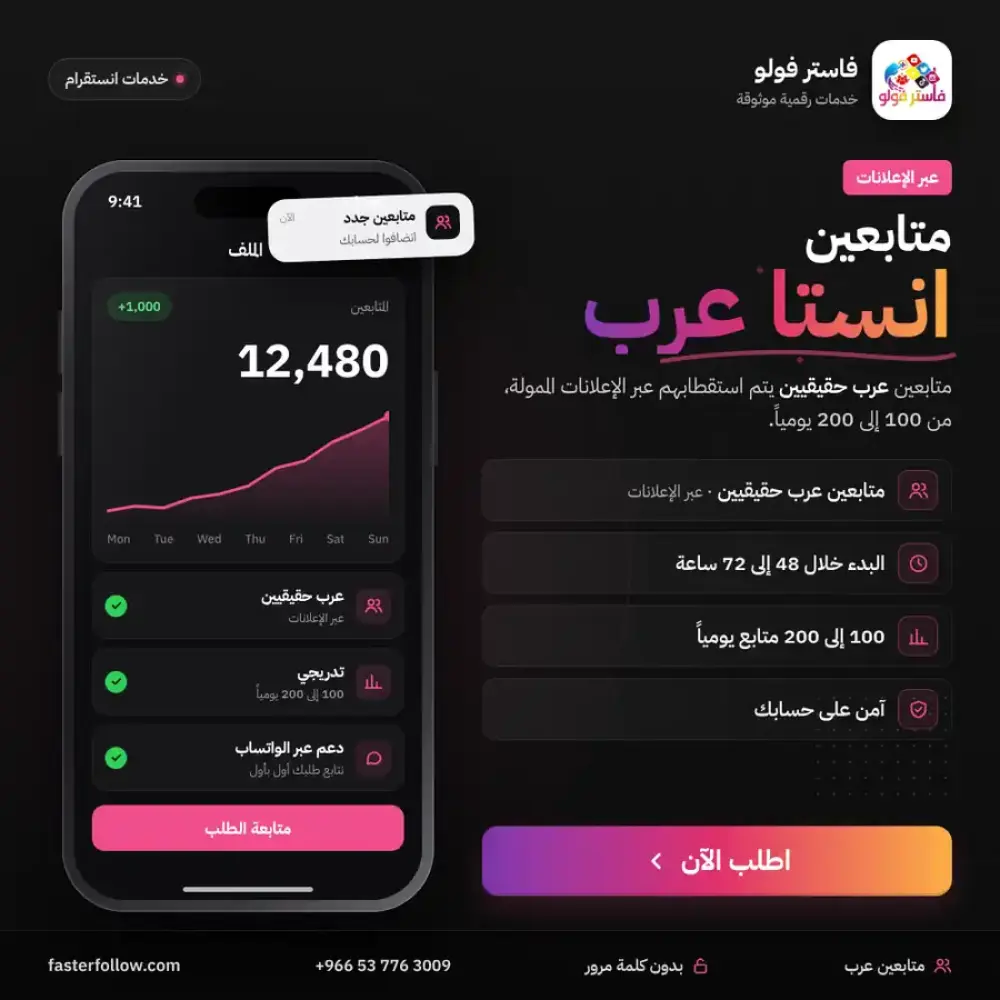 فاستر فولو
خدمات رقمية موثوقة
فاستر فولو
خدمات انستقرام
عبر الإعلانات
متابعين
انستا عرب
متابعين عرب حقيقيين يتم استقطابهم عبر الإعلانات الممولة،
من 100 إلى 200 يومياً.
متابعين عرب حقيقيين · عبر الإعلانات
البدء خلال 48 إلى 72 ساعة
100 إلى 200 متابع يومياً
آمن على حسابك
اطلب الآن
9:41
متابعين جدد
الآن
انضافوا لحسابك
الملف
المتابعين
+1,000
12,480
Mon Tue Wed Thu Fri Sat Sun
عرب حقيقيين
عبر الإعلانات
تدريجي
100 إلى 200 يومياً
دعم عبر الواتساب
نتابع طلبك أول بأول
متابعة الطلب
متابعين عرب
بدون كلمة مرور
+966 53 776 3009
fasterfollow.com